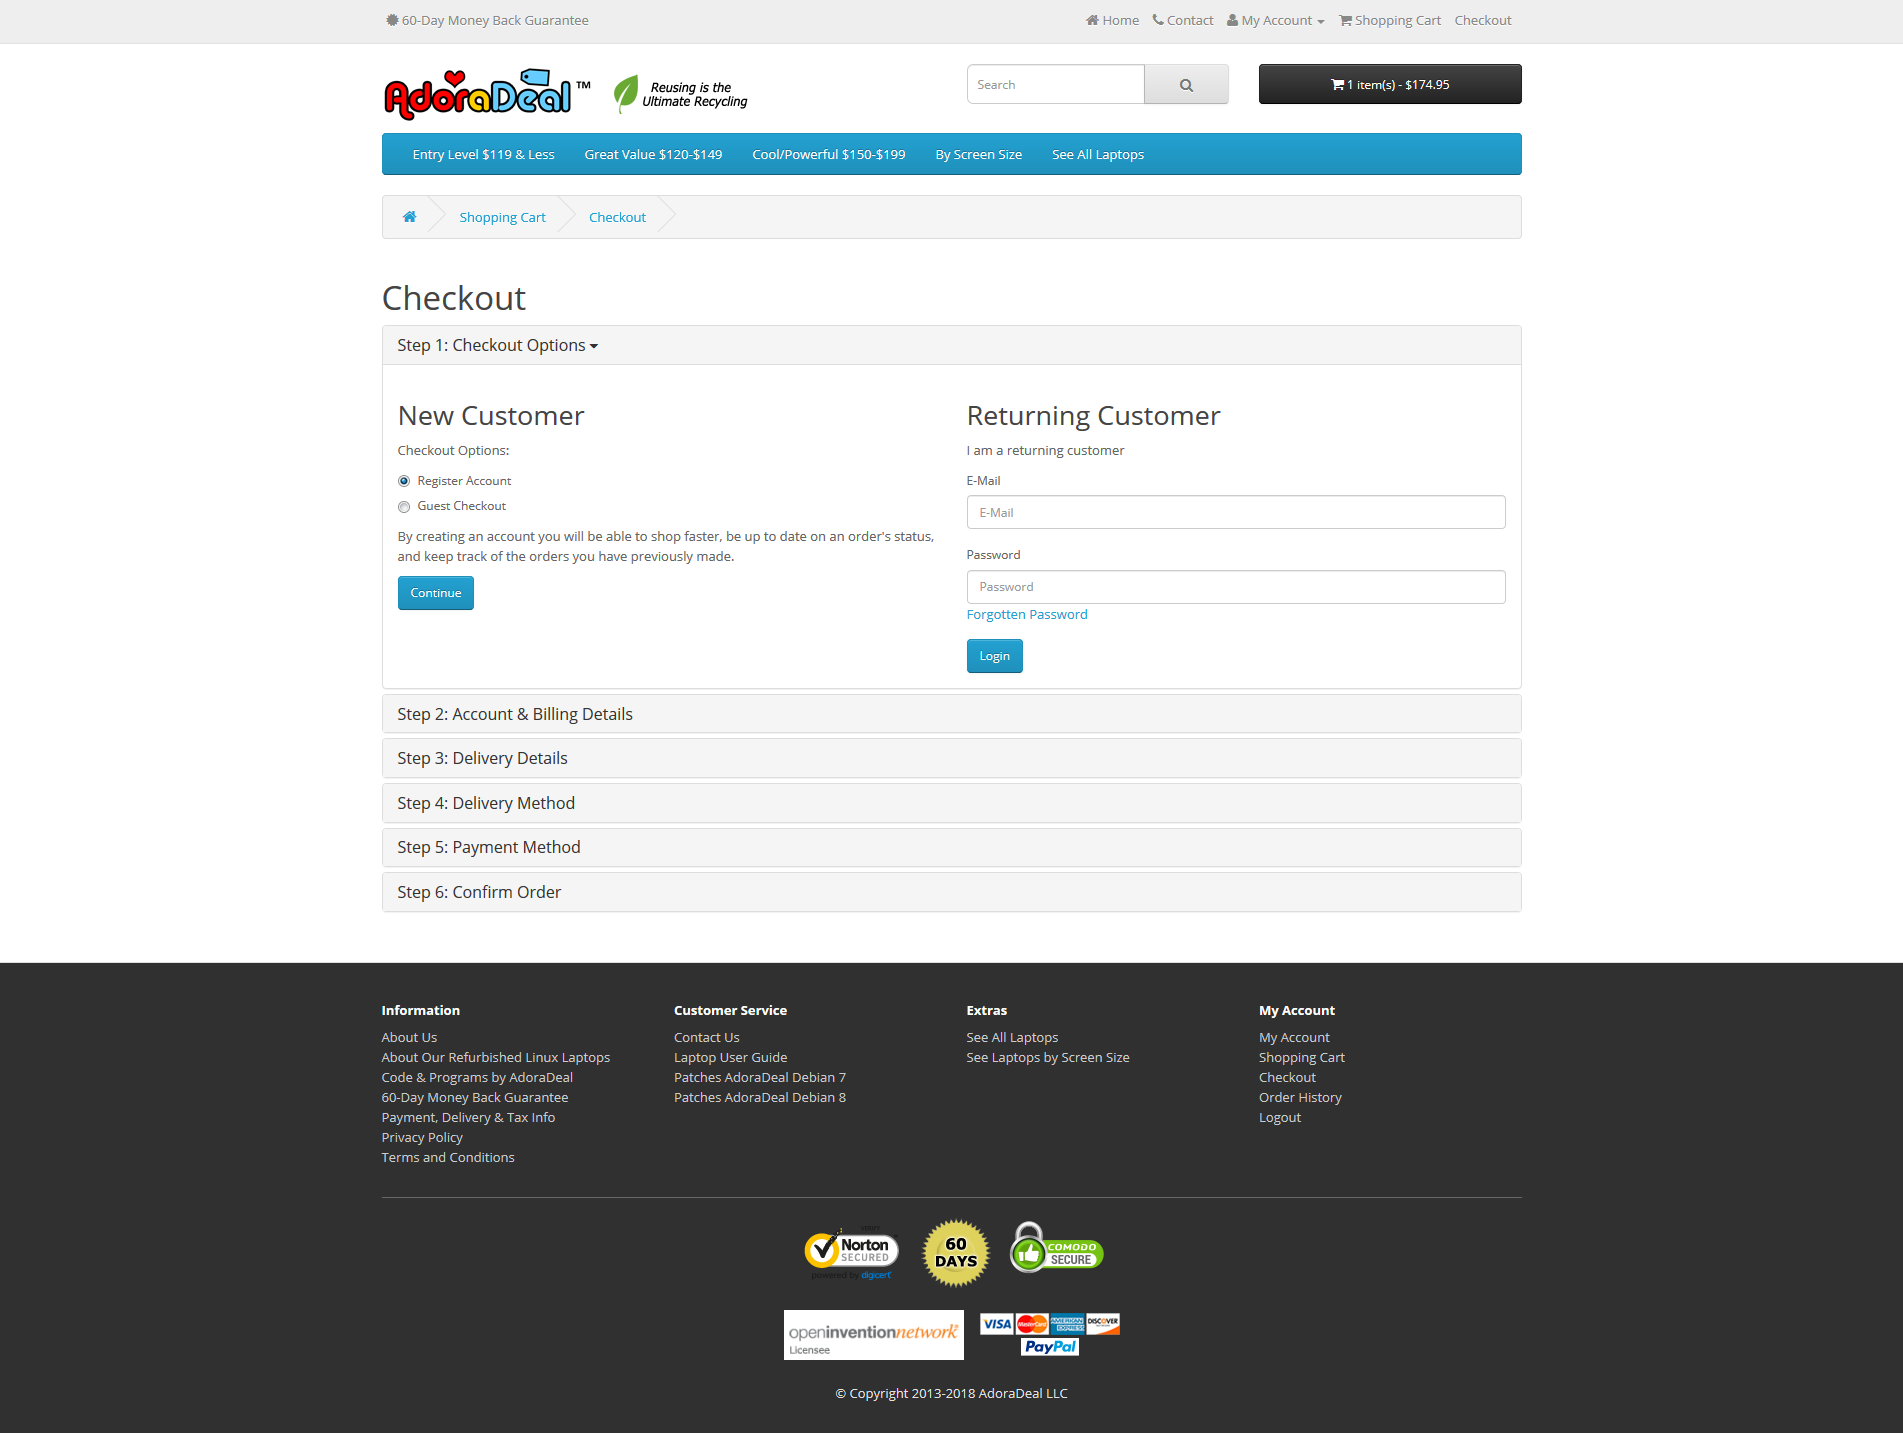 60-Day Money Back Guarantee
Home Contact My Account Shopping Cart Checkout
AdoraDeal ™
Reusing is the
Ultimate Recycling
Search
1 item(s) - $174.95
Entry Level $119 & Less Great Value $120-$149 Cool/Powerful $150-$199 By Screen Size See All Laptops
Shopping Cart Checkout
Checkout
Step 1: Checkout Options
New Customer
Checkout Options:
Register Account
Guest Checkout
By creating an account you will be able to shop faster, be up to date on an order's status,
and keep track of the orders you have previously made.
Continue
Returning Customer
I am a returning customer
E-Mail
E-Mail
Password
Password
Forgotten Password
Login
Step 2: Account & Billing Details
Step 3: Delivery Details
Step 4: Delivery Method
Step 5: Payment Method
Step 6: Confirm Order
Information
About Us
About Our Refurbished Linux Laptops
Code & Programs by AdoraDeal
60-Day Money Back Guarantee
Payment, Delivery & Tax Info
Privacy Policy
Terms and Conditions
Customer Service
Contact Us
Laptop User Guide
Patches AdoraDeal Debian 7
Patches AdoraDeal Debian 8
Extras
See All Laptops
See Laptops by Screen Size
My Account
My Account
Shopping Cart
Checkout
Order History
Logout
Norton
SECURED
powered by digicert
60
DAYS
COMODO
SECURE
openinventionnetwork
Licensee
VISA MasterCard AMERICAN EXPRESS DISCOVER
PayPal
© Copyright 2013-2018 AdoraDeal LLC